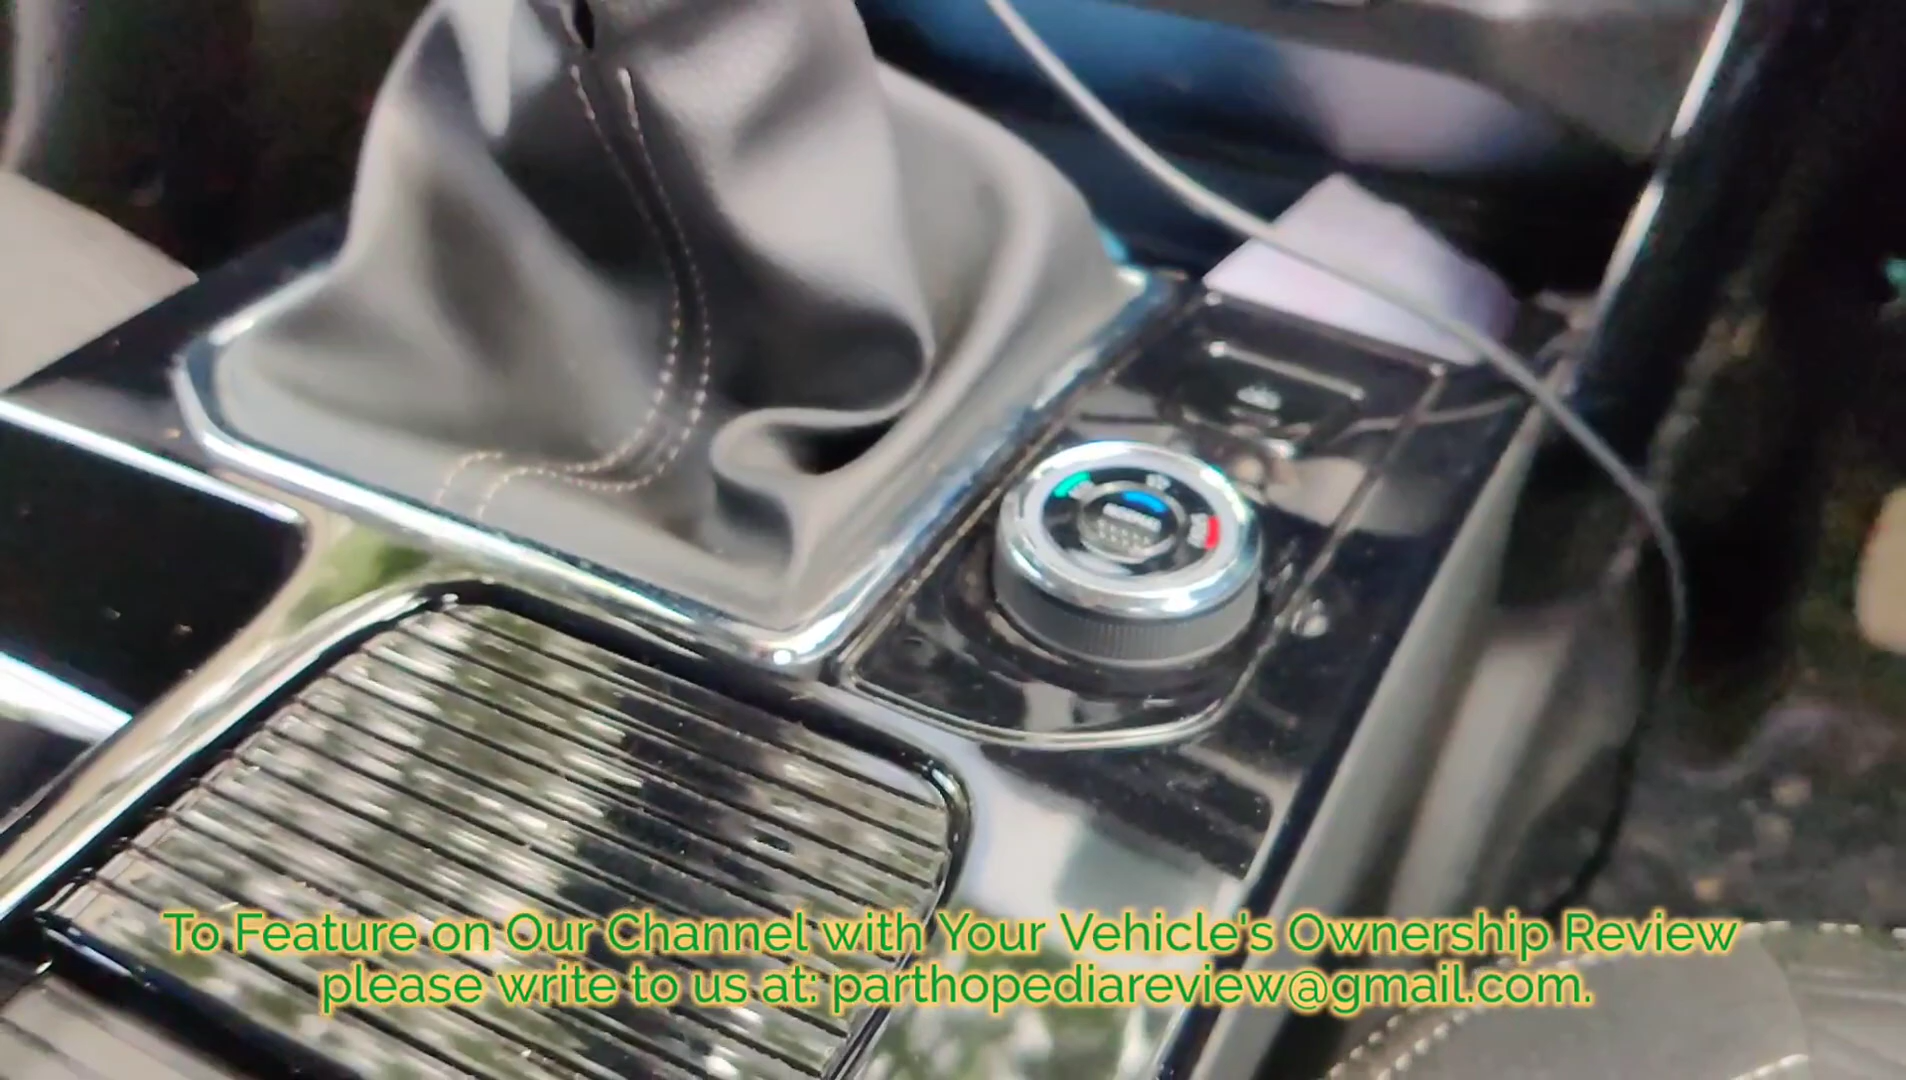 To Feature on Our Channel with Your Vehicle's Ownership Review
please write to us at: parthopediareview@gmail.com.